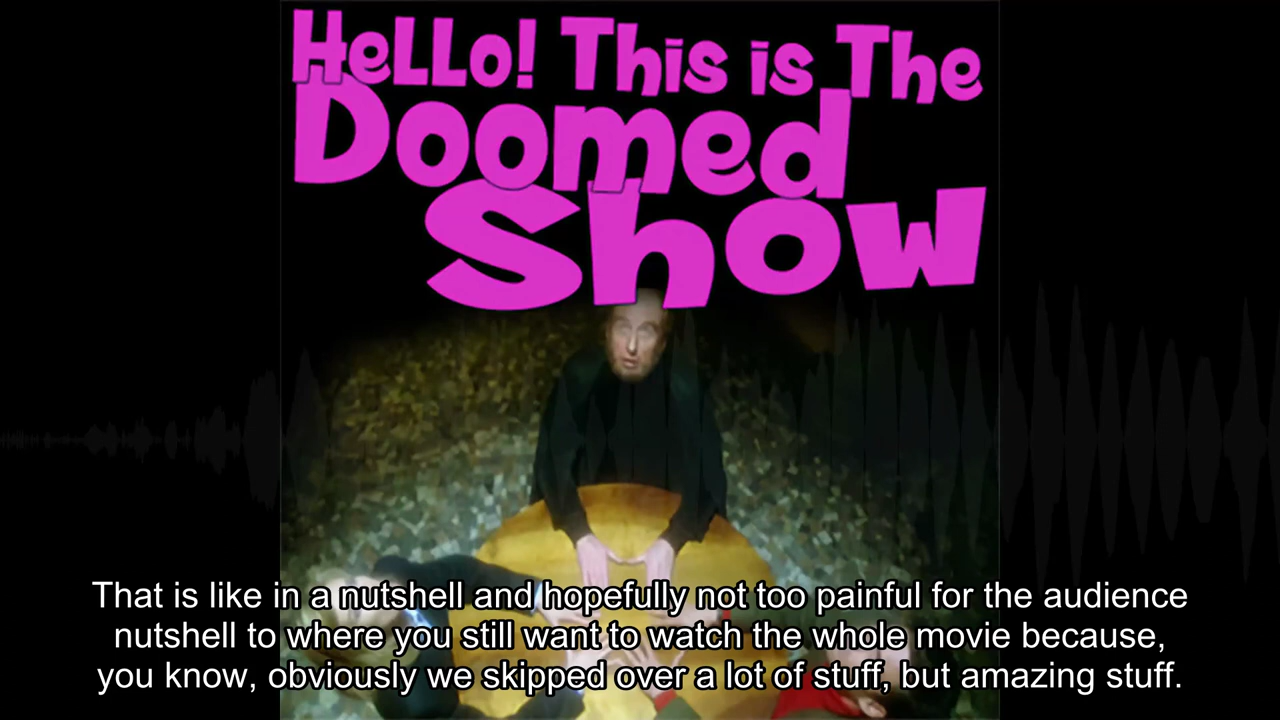 HeLLo! This is The
Doomed
Show
That is like in a nutshell and hopefully not too painful for the audience
nutshell to where you still want to watch the whole movie because,
you know, obviously we skipped over a lot of stuff, but amazing stuff.